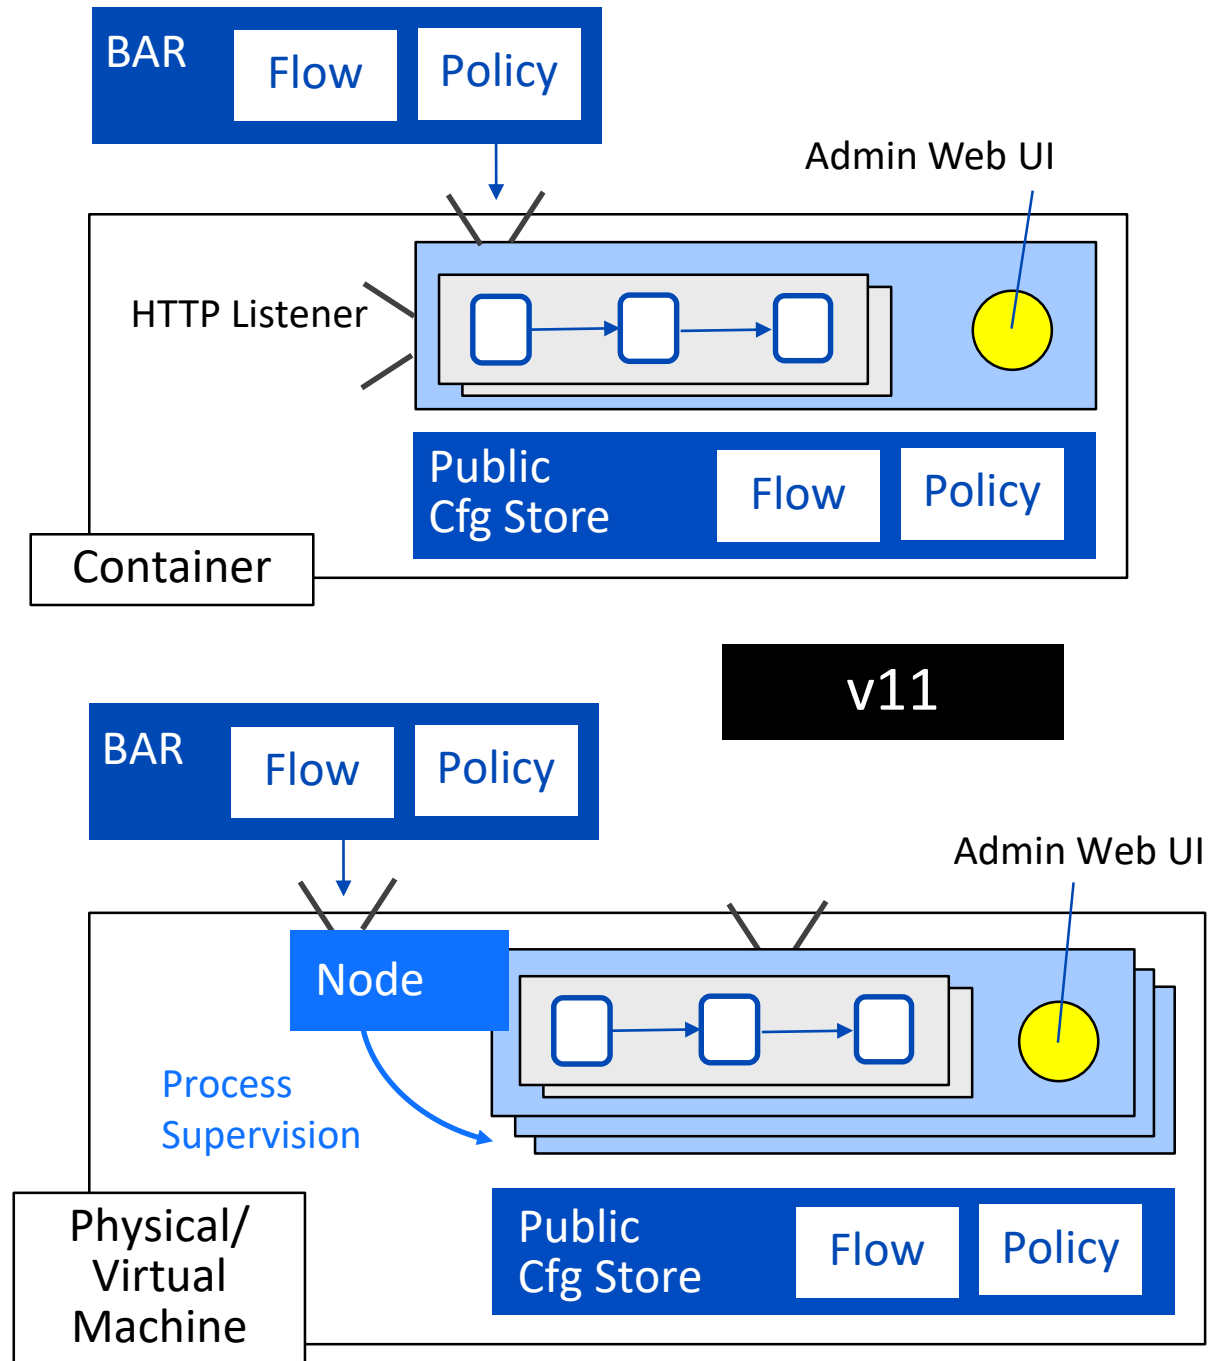 BAR
Flow
Policy
Admin Web UI
HTTP Listener
Public
Cfg Store
Flow
Policy
Container
v11
BAR
Flow
Policy
Admin Web UI
Node
Process
Supervision
Public
Cfg Store
Flow
Policy
Physical/
Virtual
Machine